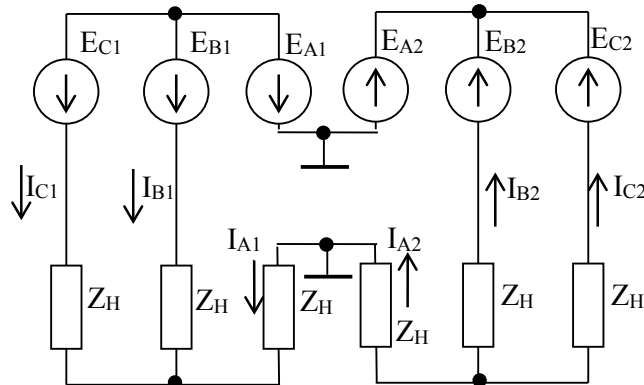 E_C1 E_B1 E_A1 E_A2 E_B2 E_C2
I_C1 I_B1 I_B2 I_C2
I_A1 I_A2
Z_H Z_H Z_H Z_H Z_H Z_H